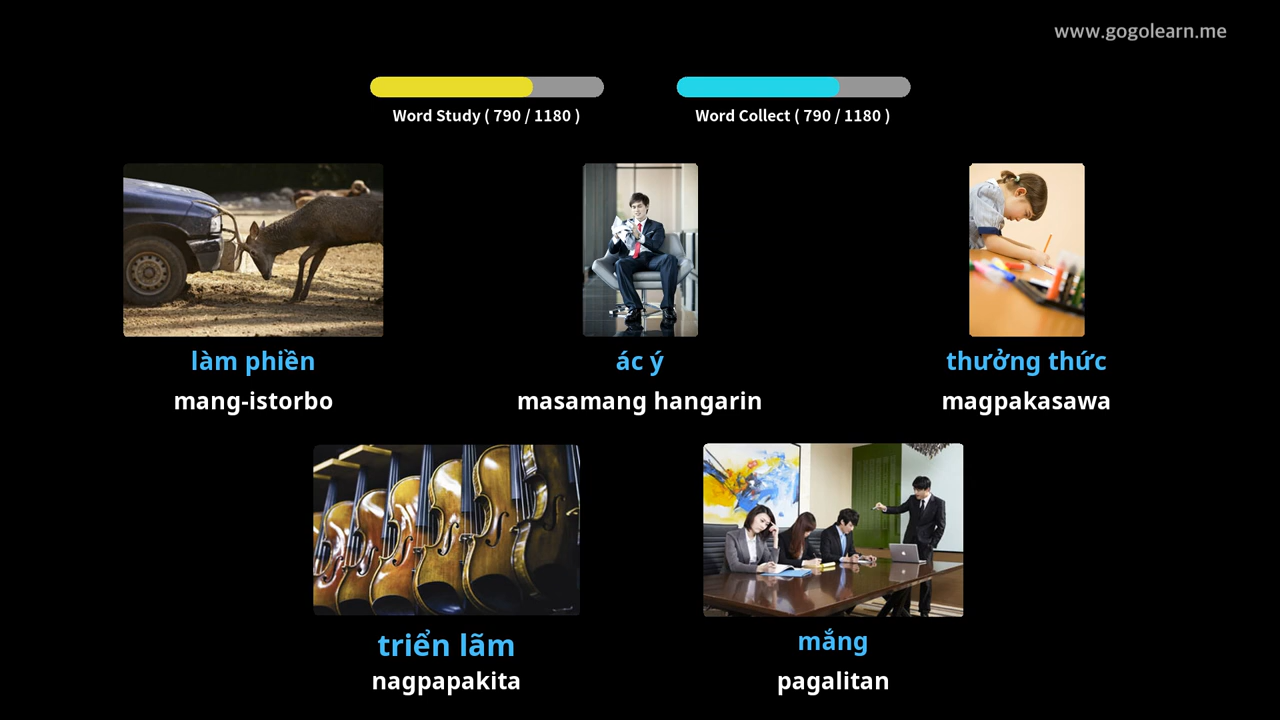 www.gogolearn.me
Word Study ( 790 / 1180 )
Word Collect ( 790 / 1180 )
làm phiền
mang-istorbo
ác ý
masamang hangarin
thưởng thức
magpakasawa
triển lãm
nagpapakita
mắng
pagalitan